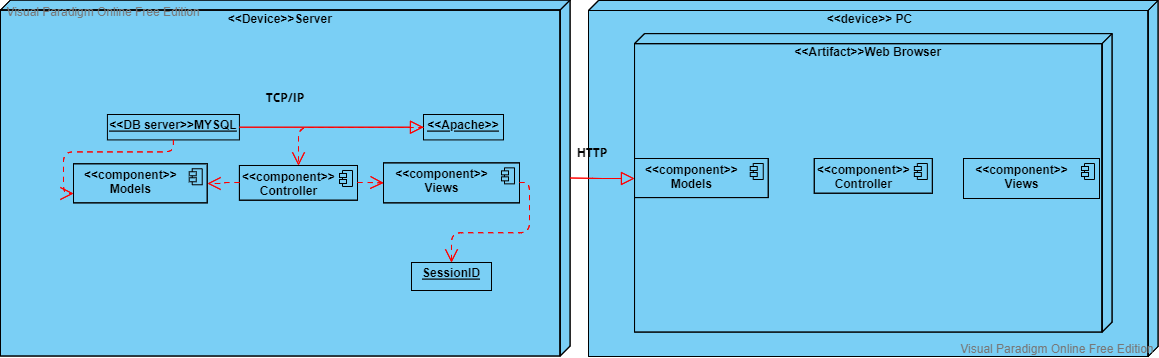 Visual Paradigm Online Free Edition
<<Device>>Server
TCP/IP
<<DB server>>MYSQL
<<Apache>>
<<component>>
Models
<<component>>
Controller
<<component>>
Views
SessionID
HTTP
<<device>> PC
<<Artifact>>Web Browser
<<component>>
Models
<<component>>
Controller
<<component>>
Views
Visual Paradigm Online Free Edition